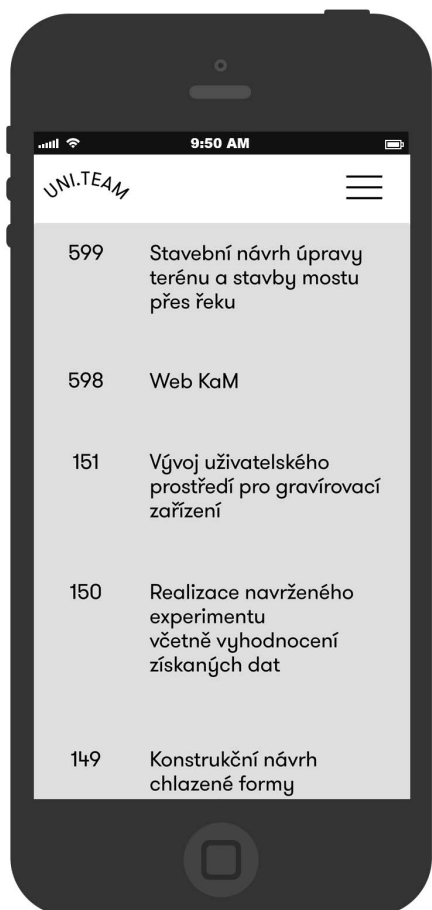 9:50 AM
UNI.TEAM
599 Stavební návrh úpravy
terénu a stavby mostu
přes řeku
598 Web KaM
151 Vývoj uživatelského
prostředí pro gravírovací
zařízení
150 Realizace navrženého
experimentu
včetně vyhodnocení
získaných dat
149 Konstrukční návrh
chlazené formy